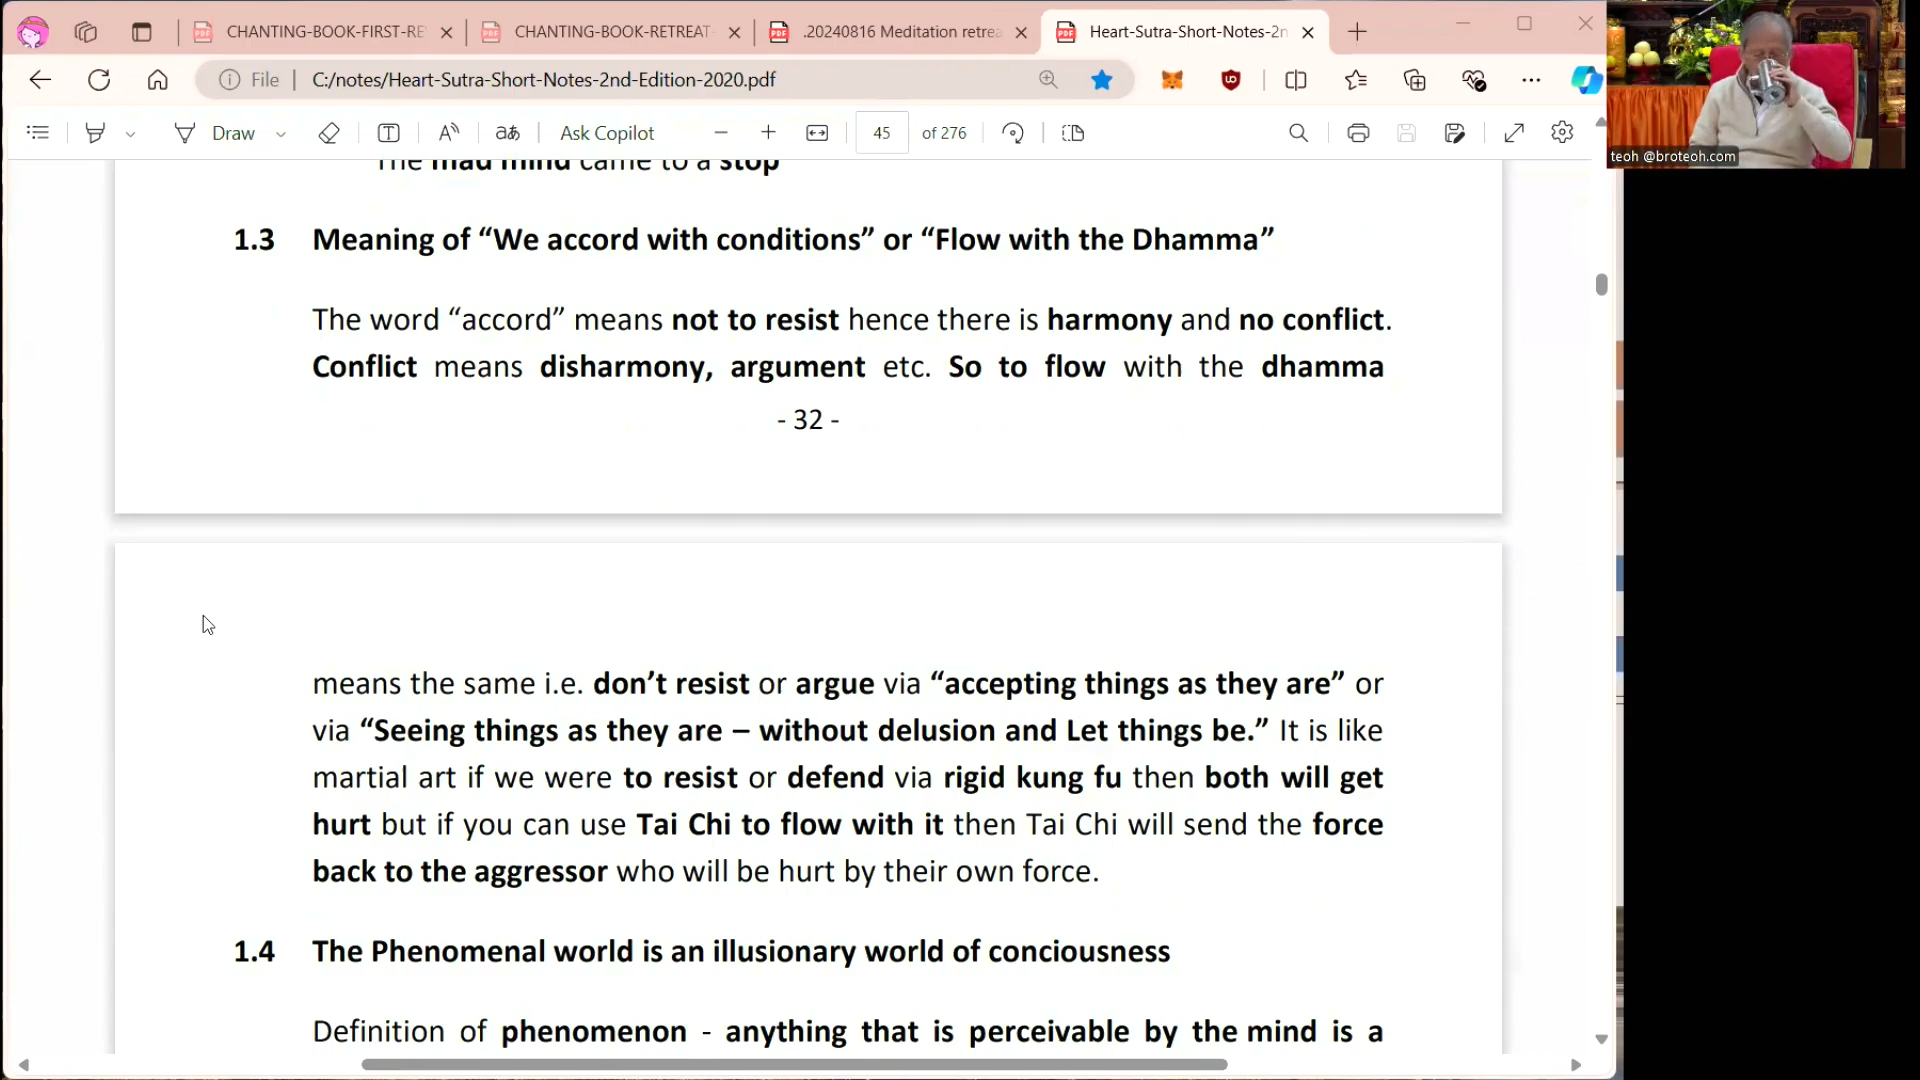 CHANTING-BOOK-FIRST-RE
CHANTING-BOOK-RETREAT-
.20240816 Meditation retrea
Heart-Sutra-Short-Notes-2n
File
C:/notes/Heart-Sutra-Short-Notes-2nd-Edition-2020.pdf
Draw
Ask Copilot
45 of 276
teoh @broteoh.com
The mad mind came to a stop
1.3 Meaning of “We accord with conditions” or “Flow with the Dhamma”
The word “accord” means not to resist hence there is harmony and no conflict.
Conflict means disharmony, argument etc. So to flow with the dhamma
- 32 -
means the same i.e. don’t resist or argue via “accepting things as they are” or
via “Seeing things as they are – without delusion and Let things be.” It is like
martial art if we were to resist or defend via rigid kung fu then both will get
hurt but if you can use Tai Chi to flow with it then Tai Chi will send the force
back to the aggressor who will be hurt by their own force.
1.4 The Phenomenal world is an illusionary world of conciousness
Definition of phenomenon - anything that is perceivable by the mind is a